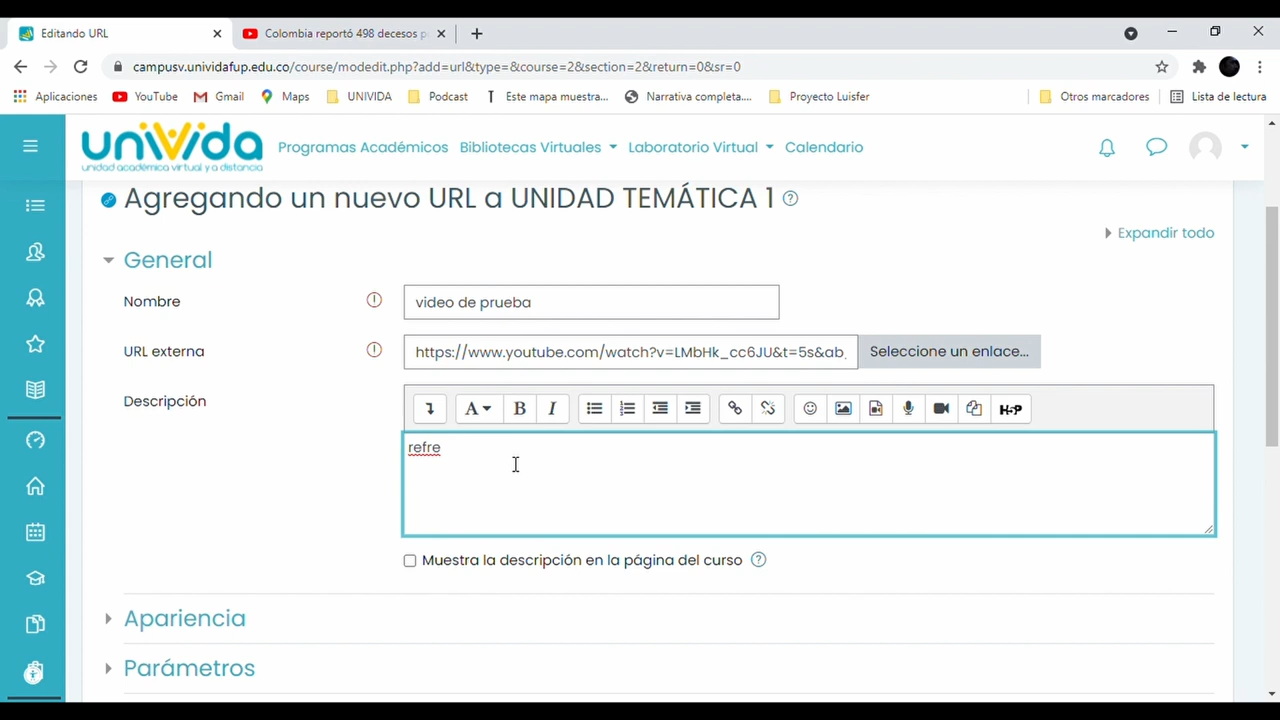 Editando URL
Colombia reportó 498 decesos p
campusv.unividafup.edu.co/course/modedit.php?add=url&type=&course=2&section=2&return=0&sr=0
Aplicaciones YouTube Gmail Maps UNIVIDA Podcast Este mapa muestra... Narrativa completa.... Proyecto Luisfer Otros marcadores Lista de lectura
uniVida
unidad académica virtual y a distancia
Programas Académicos Bibliotecas Virtuales Laboratorio Virtual Calendario
Agregando un nuevo URL a UNIDAD TEMÁTICA 1
Expandir todo
General
Nombre
video de prueba
URL externa
https://www.youtube.com/watch?v=LMbHk_cc6JU&t=5s&ab_
Seleccione un enlace...
Descripción
A B I H-P
refre
Muestra la descripción en la página del curso
Apariencia
Parámetros